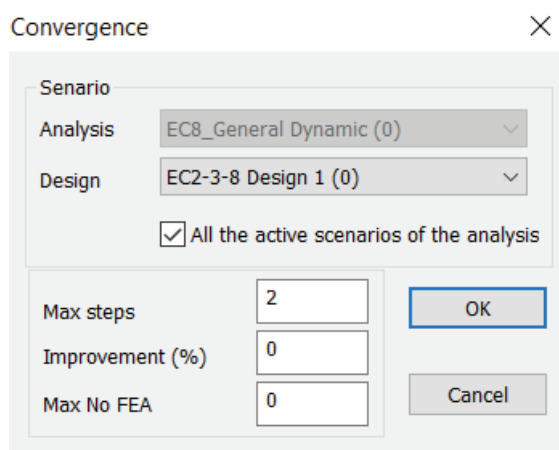 Convergence
Senario
Analysis EC8_General Dynamic (0)
Design EC2-3-8 Design 1 (0)
All the active scenarios of the analysis
Max steps 2 OK
Improvement (%) 0
Max No FEA 0 Cancel